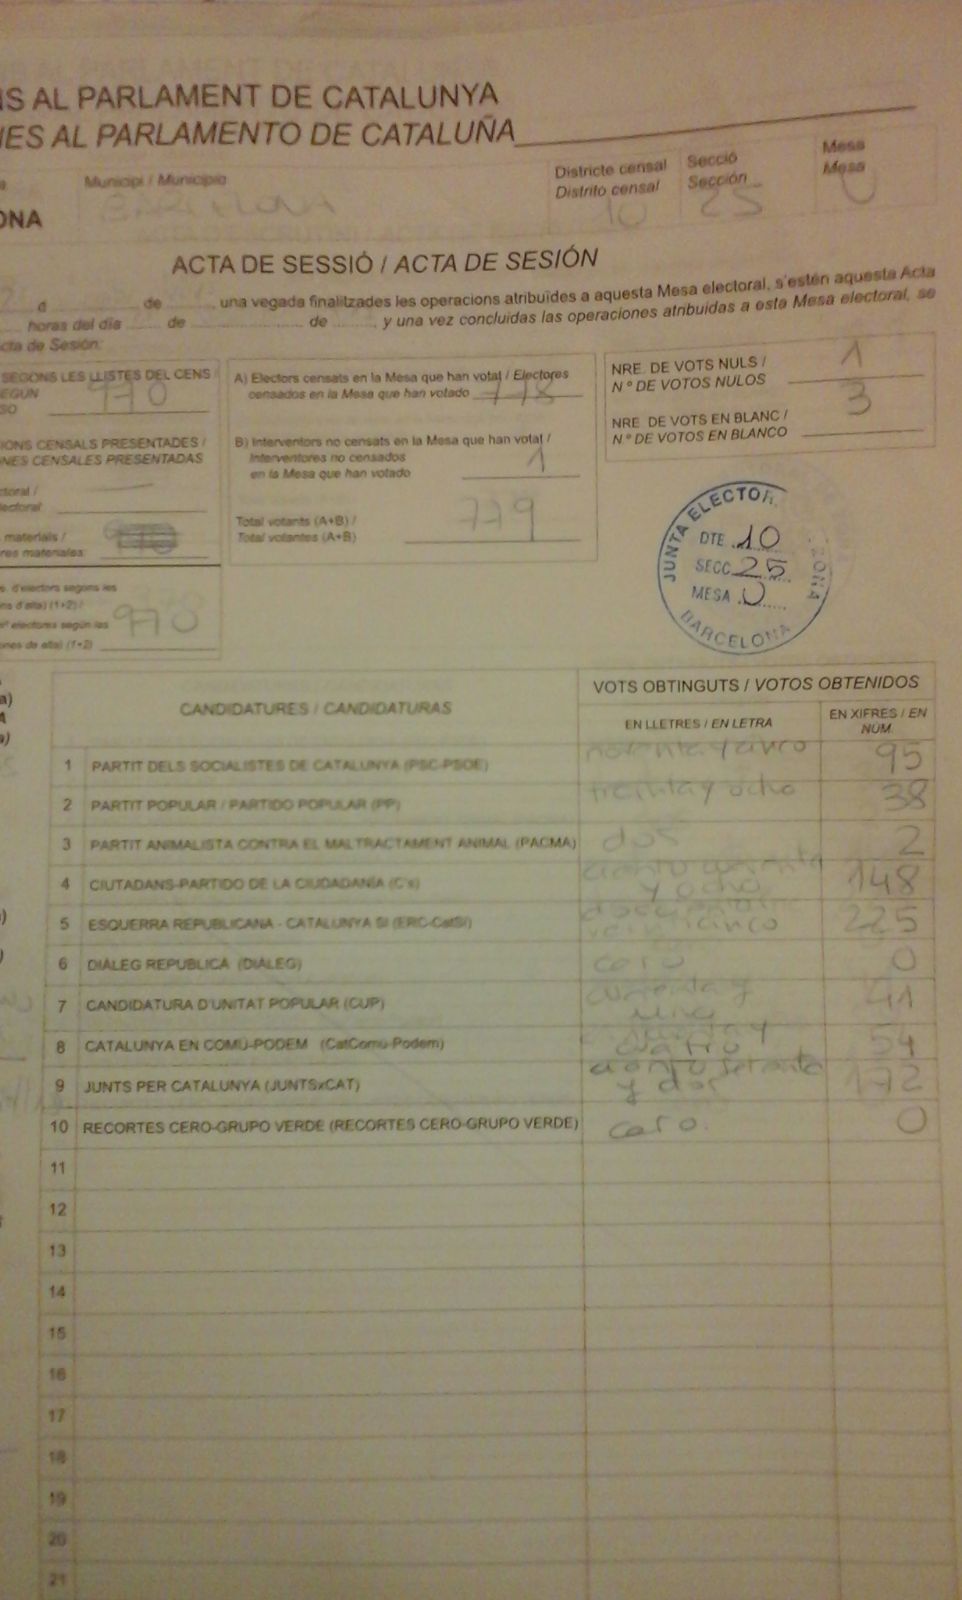 NS AL PARLAMENT DE CATALUNYA
NES AL PARLAMENTO DE CATALUÑA
Municipi / Municipio
BARCELONA
Districte censal
Distrito censal
10
Secció
Sección
25
Mesa
Mesa
U
ONA
ACTA DE SESSIÓ / ACTA DE SESIÓN
a de , una vegada finalitzades les operacions atribuïdes a aquesta Mesa electoral, s'estén aquesta Acta
horas del día de de , y una vez concluidas las operaciones atribuidas a esta Mesa electoral, se
cta de Sesión:
SEGONS LES LLISTES DEL CENS /
EGÚN
SO
970
IONS CENSALS PRESENTADES /
NES CENSALES PRESENTADAS
ctoral /
lectoral
materials /
res materiales
e. d'electors segons les
ns d'alta) (1+2) /
nº electores según las
ones de alta) (1+2)
970
A) Electors censats en la Mesa que han votat / Electores
censados en la Mesa que han votado 778
B) Interventors no censats en la Mesa que han votat /
Interventores no censados
en la Mesa que han votado 1
Total votants (A+B) /
Total votantes (A+B)
779
NRE. DE VOTS NULS /
N º DE VOTOS NULOS
1
NRE. DE VOTS EN BLANC /
N º DE VOTOS EN BLANCO
3
JUNTA ELECTOR
DTE. 10
SECC. 25
MESA. U
BARCELONA
CANDIDATURES / CANDIDATURAS
VOTS OBTINGUTS / VOTOS OBTENIDOS
EN LLETRES / EN LETRA
EN XIFRES / EN
NÚM.
1 PARTIT DELS SOCIALISTES DE CATALUNYA (PSC-PSOE) noventa y cinco 95
2 PARTIT POPULAR / PARTIDO POPULAR (PP) treinta y ocho 38
3 PARTIT ANIMALISTA CONTRA EL MALTRACTAMENT ANIMAL (PACMA) dos 2
4 CIUTADANS-PARTIDO DE LA CIUDADANÍA (C's) ciento cuarenta y ocho 148
5 ESQUERRA REPUBLICANA - CATALUNYA SÍ (ERC-CatSí) veinticinco 225
6 DIÀLEG REPUBLICÀ (DIÀLEG) cero 0
7 CANDIDATURA D'UNITAT POPULAR (CUP) cuarenta y una 41
8 CATALUNYA EN COMÚ-PODEM (CatComú-Podem) cuatro 54
9 JUNTS PER CATALUNYA (JUNTSxCAT) ciento setenta y dos 172
10 RECORTES CERO-GRUPO VERDE (RECORTES CERO-GRUPO VERDE) cero. 0
11
12
13
14
15
16
17
18
19
20
21